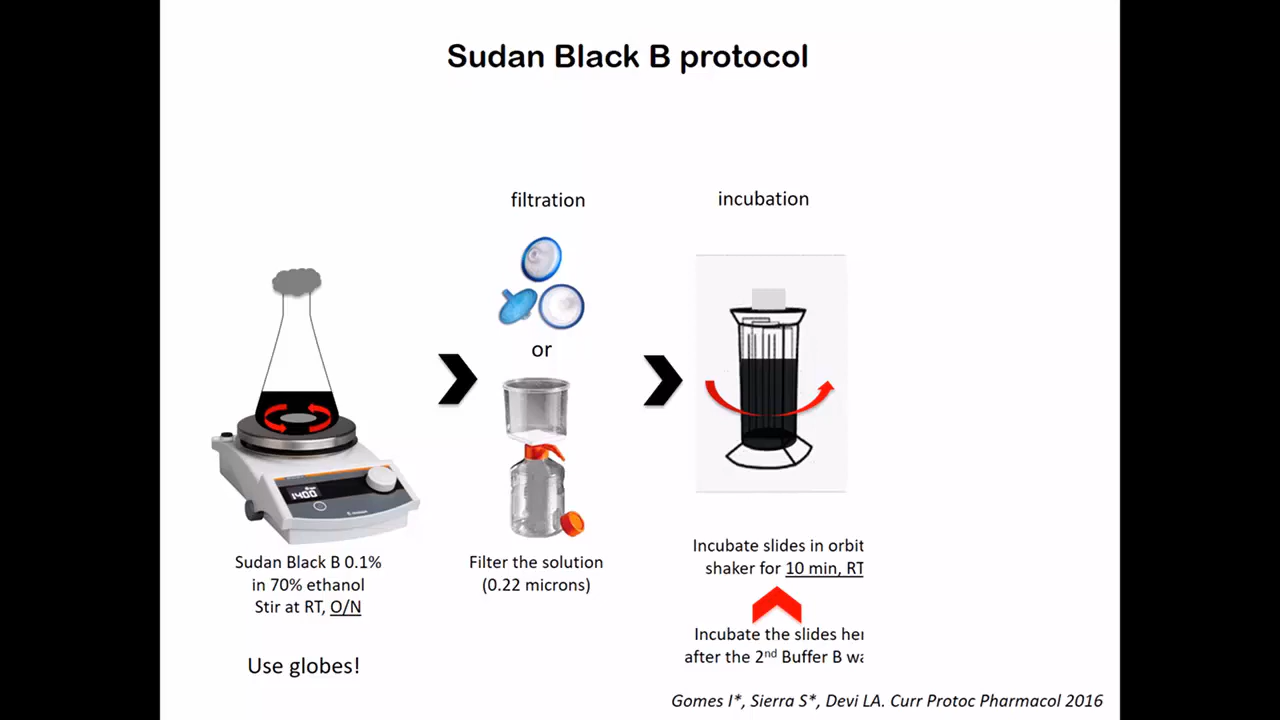 Sudan Black B protocol
filtration
incubation
or
1400
Sudan Black B 0.1%
in 70% ethanol
Stir at RT, O/N
Filter the solution
(0.22 microns)
Incubate slides in orbit
shaker for 10 min, RT
Incubate the slides her
after the 2nd Buffer B wa
Use globes!
Gomes I*, Sierra S*, Devi LA. Curr Protoc Pharmacol 2016